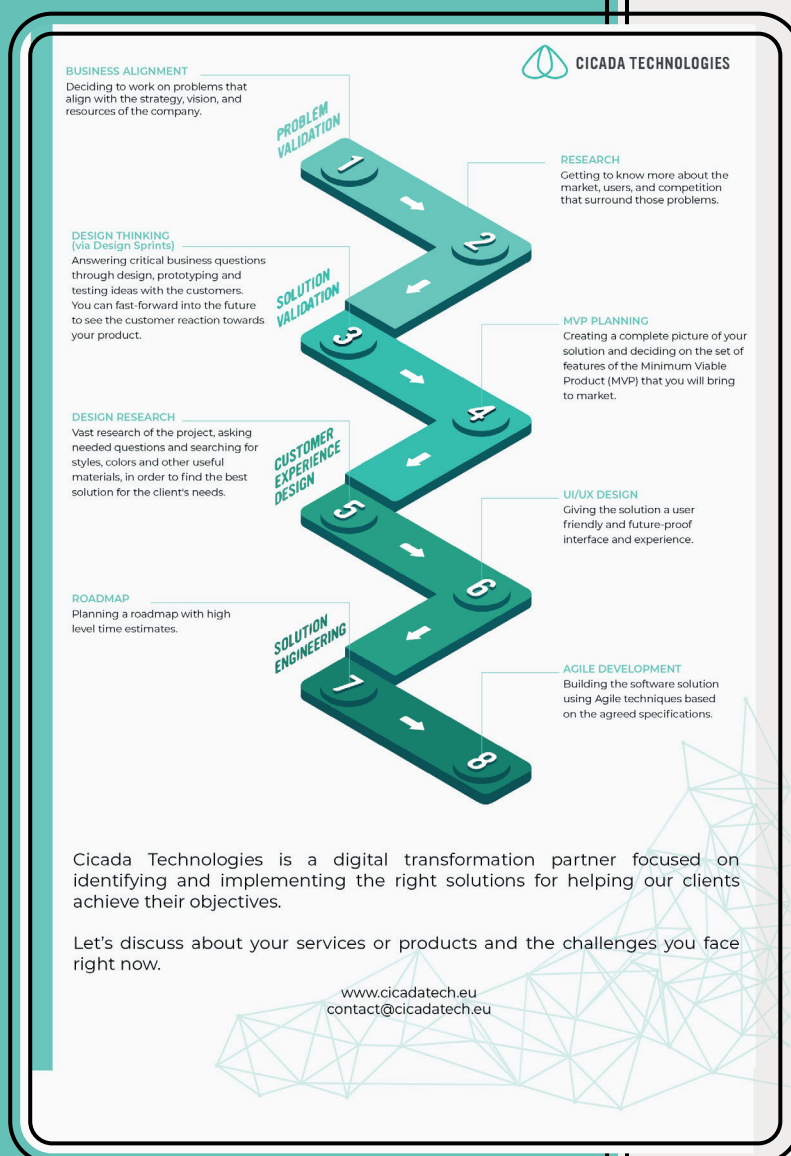 CICADA TECHNOLOGIES
BUSINESS ALIGNMENT
Deciding to work on problems that
align with the strategy, vision, and
resources of the company.
PROBLEM
VALIDATION
1
RESEARCH
Getting to know more about the
market, users, and competition
that surround those problems.
2
DESIGN THINKING
(via Design Sprints)
Answering critical business questions
through design, prototyping and
testing ideas with the customers.
You can fast-forward into the future
to see the customer reaction towards
your product.
SOLUTION
VALIDATION
3
MVP PLANNING
Creating a complete picture of your
solution and deciding on the set of
features of the Minimum Viable
Product (MVP) that you will bring
to market.
4
DESIGN RESEARCH
Vast research of the project, asking
needed questions and searching for
styles, colors and other useful
materials, in order to find the best
solution for the client's needs.
CUSTOMER
EXPERIENCE
DESIGN
5
UI/UX DESIGN
Giving the solution a user
friendly and future-proof
interface and experience.
6
ROADMAP
Planning a roadmap with high
level time estimates.
SOLUTION
ENGINEERING
7
AGILE DEVELOPMENT
Building the software solution
using Agile techniques based
on the agreed specifications.
8
Cicada Technologies is a digital transformation partner focused on
identifying and implementing the right solutions for helping our clients
achieve their objectives.
Let’s discuss about your services or products and the challenges you face
right now.
www.cicadatech.eu
contact@cicadatech.eu